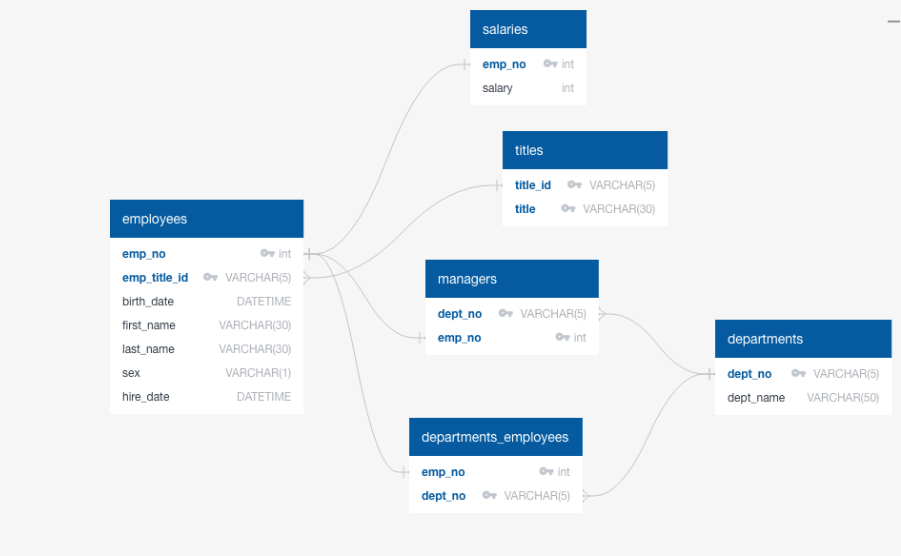 salaries
emp_no int
salary int
titles
title_id VARCHAR(5)
title VARCHAR(30)
employees
emp_no int
emp_title_id VARCHAR(5)
birth_date DATETIME
first_name VARCHAR(30)
last_name VARCHAR(30)
sex VARCHAR(1)
hire_date DATETIME
managers
dept_no VARCHAR(5)
emp_no int
departments
dept_no VARCHAR(5)
dept_name VARCHAR(50)
departments_employees
emp_no int
dept_no VARCHAR(5)